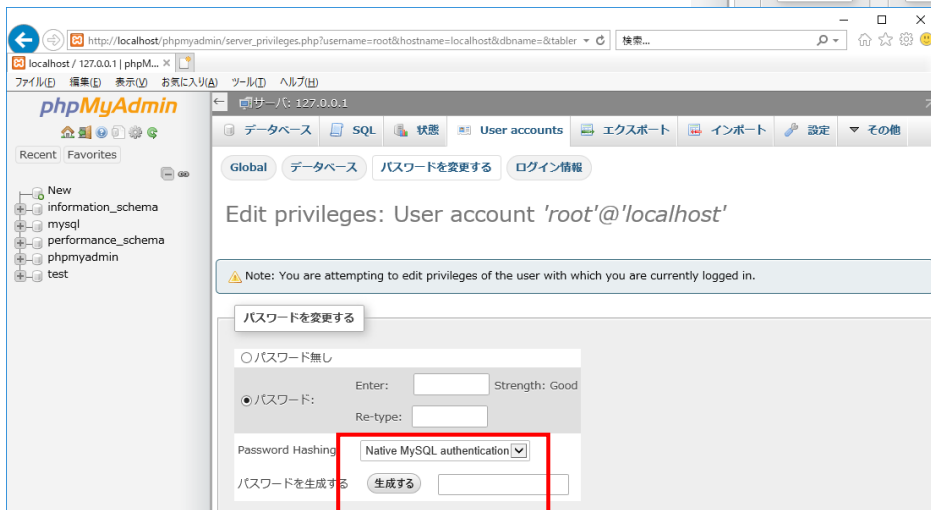 http://localhost/phpmyadmin/server_privileges.php?username=root&hostname=localhost&dbname=&tabler
検索...
localhost / 127.0.0.1 | phpM...
ファイル(F) 編集(E) 表示(V) お気に入り(A) ツール(T) ヘルプ(H)
phpMyAdmin
サーバ: 127.0.0.1
データベース SQL 状態 User accounts エクスポート インポート 設定 その他
Recent Favorites
Global データベース パスワードを変更する ログイン情報
New
information_schema
mysql
performance_schema
phpmyadmin
test
Edit privileges: User account 'root'@'localhost'
Note: You are attempting to edit privileges of the user with which you are currently logged in.
パスワードを変更する
パスワード無し
パスワード:
Enter:
Strength: Good
Re-type:
Password Hashing
Native MySQL authentication
パスワードを生成する
生成する